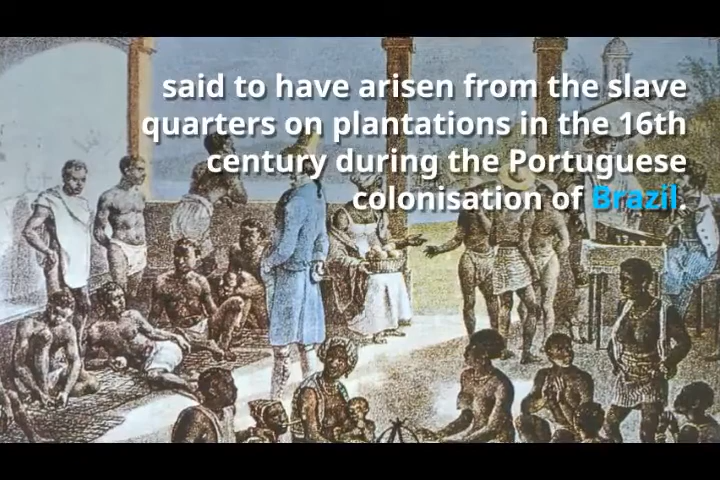 said to have arisen from the slave
quarters on plantations in the 16th
century during the Portuguese
colonisation of Brazil.